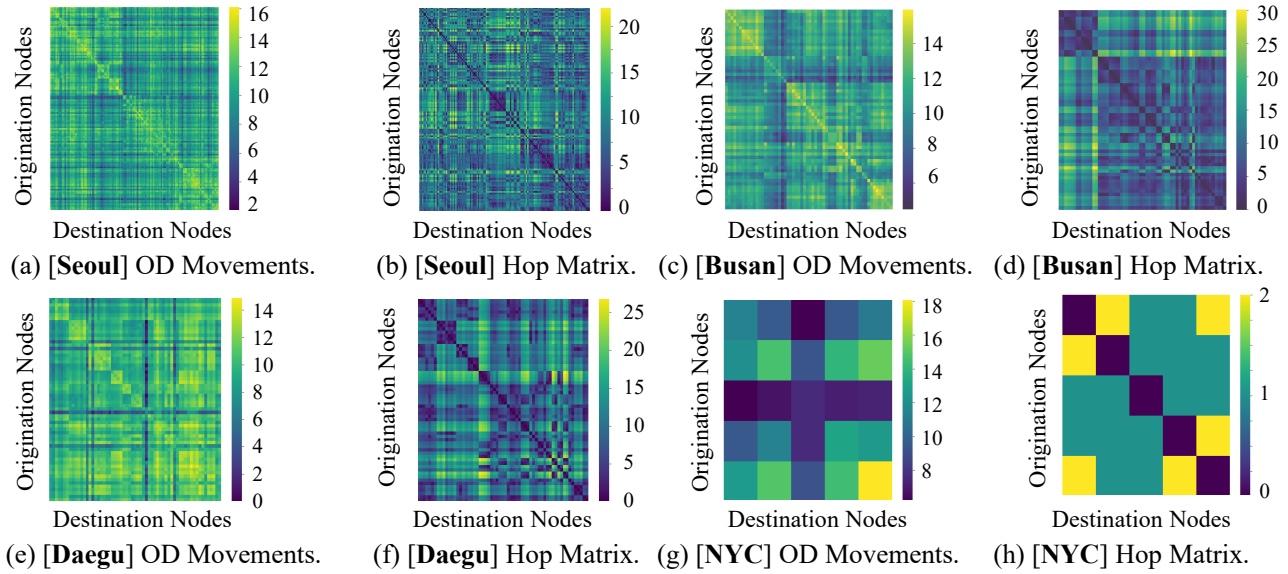 16
14
12
10
8
6
4
2
Origination Nodes
Destination Nodes
20
15
10
5
0
Origination Nodes
Destination Nodes
14
12
10
8
6
Origination Nodes
Destination Nodes
30
25
20
15
10
5
0
Origination Nodes
Destination Nodes
(a) [Seoul] OD Movements.
(b) [Seoul] Hop Matrix.
(c) [Busan] OD Movements.
(d) [Busan] Hop Matrix.
14
12
10
8
6
4
2
0
Origination Nodes
Destination Nodes
25
20
15
10
5
0
Origination Nodes
Destination Nodes
18
16
14
12
10
8
Origination Nodes
Destination Nodes
2
1
0
Origination Nodes
Destination Nodes
(e) [Daegu] OD Movements.
(f) [Daegu] Hop Matrix.
(g) [NYC] OD Movements.
(h) [NYC] Hop Matrix.